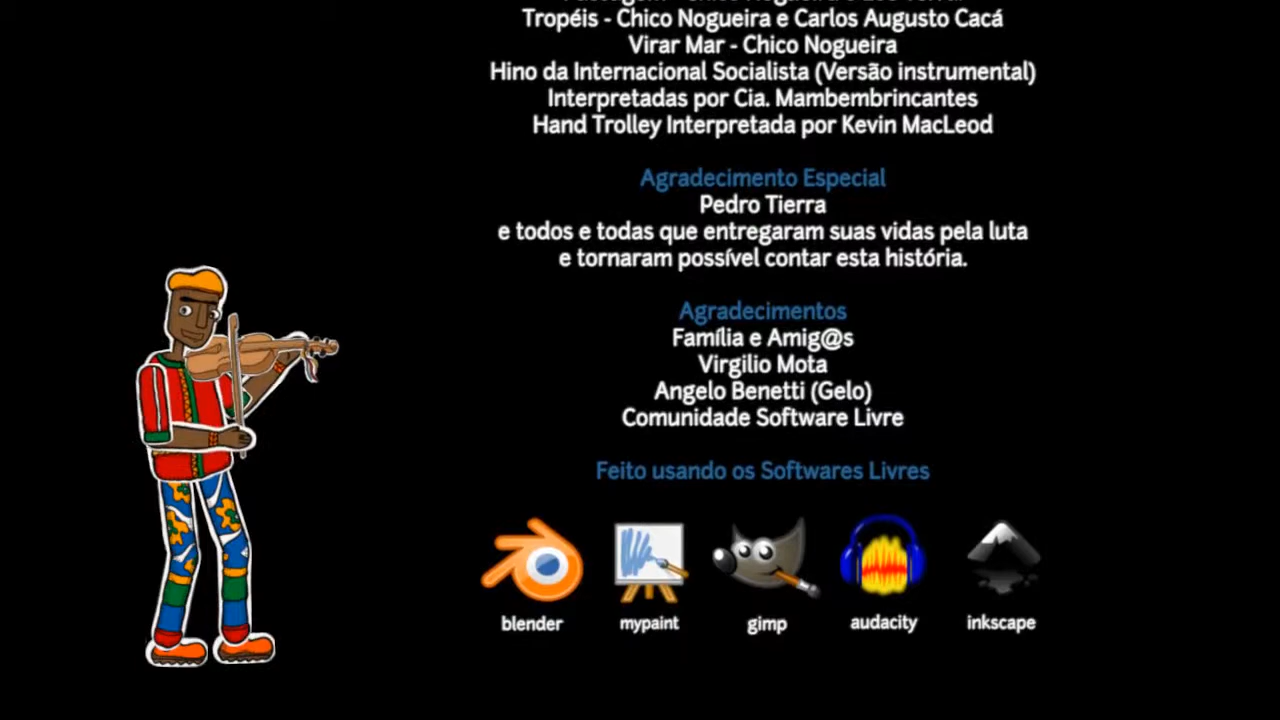 Tropéis - Chico Nogueira e Carlos Augusto Cacá
Virar Mar - Chico Nogueira
Hino da Internacional Socialista (Versão instrumental)
Interpretadas por Cia. Mambembrincantes
Hand Trolley Interpretada por Kevin MacLeod
Agradecimento Especial
Pedro Tierra
e todos e todas que entregaram suas vidas pela luta
e tornaram possível contar esta história.
Agradecimentos
Família e Amig@s
Virgilio Mota
Angelo Benetti (Gelo)
Comunidade Software Livre
Feito usando os Softwares Livres
blender mypaint gimp audacity inkscape